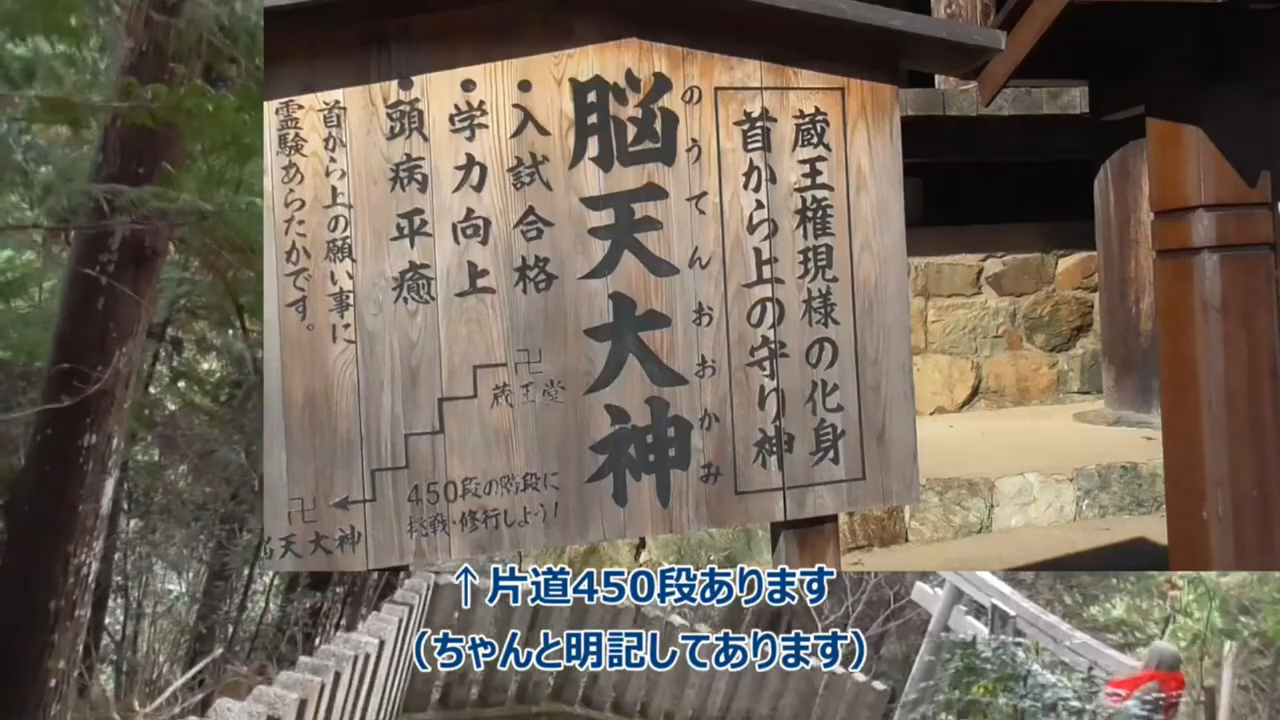 蔵王権現様の化身
首から上の守り神
のうてんおおかみ
脳天大神
・入試合格
・学力向上
・頭病平癒
首から上の願い事に
霊験あらたかです。
卍
蔵王堂
450段の階段に
挑戦・修行しよう!
卍
脳天大神
↑片道450段あります
（ちゃんと明記してあります）